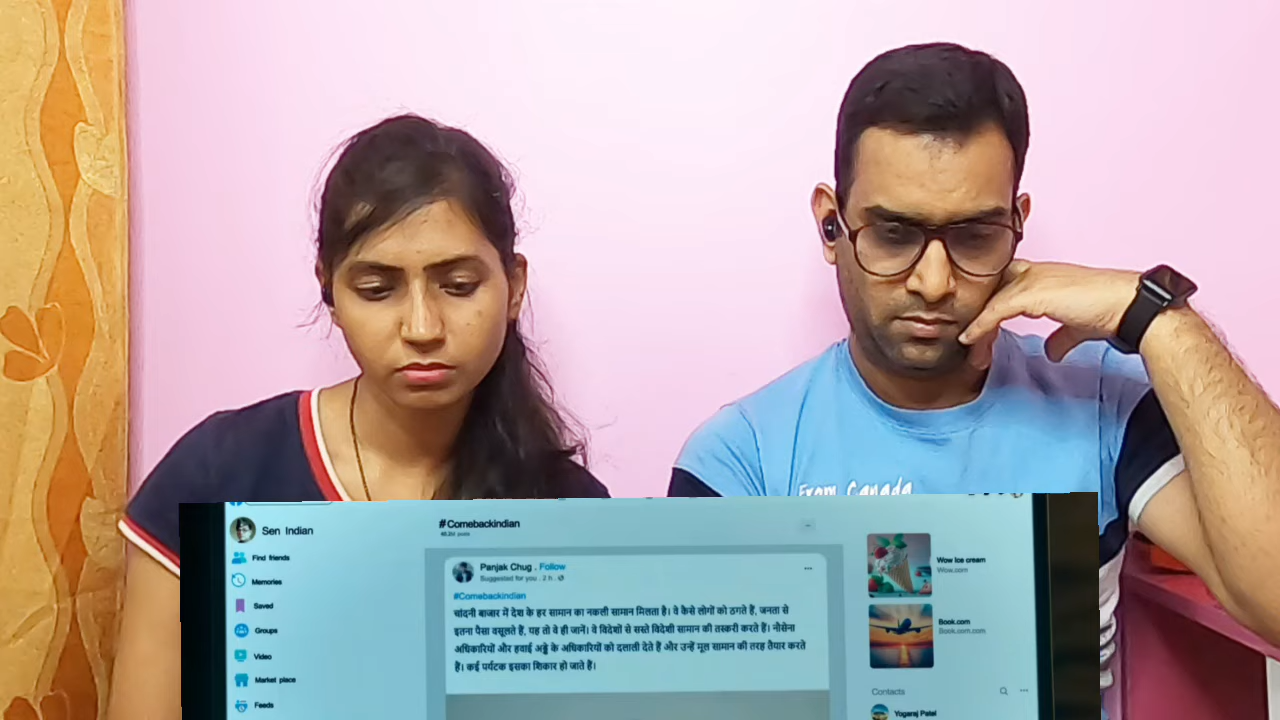 From Canada
Sen Indian
Find friends
Memories
Saved
Groups
Video
Market place
Feeds
#Comebackindian
Panjak Chug . Follow
Suggested for you . 2 h .
#Comebackindian
चांदनी बाजार में देश के हर सामान का नकली सामान मिलता है। वे कैसे लोगों को ठगते हैं, जनता से
इतना पैसा वसूलते हैं, यह तो वे ही जानें। वे विदेशों से सस्ते विदेशी सामान की तस्करी करते हैं। नौसेना
अधिकारियों और हवाई अड्डे के अधिकारियों को दलाली देते हैं और उन्हें मूल सामान की तरह तैयार करते
हैं। कई पर्यटक इसका शिकार हो जाते हैं।
Wow ice cream
Wow.com
Book.com
Book.com.com
Contacts
Yogaraj Patel